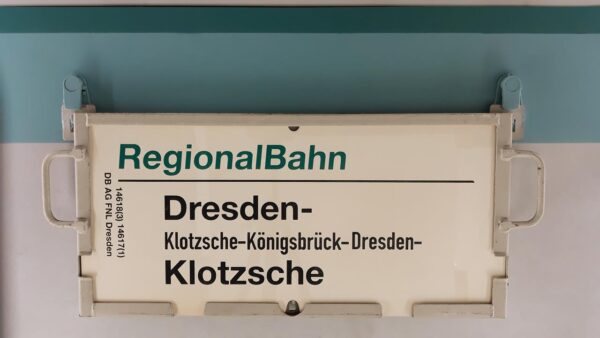 RegionalBahn
14618(3) 14617(1)
DB AG FNL Dresden
Dresden-
Klotzsche-Königsbrück-Dresden-
Klotzsche